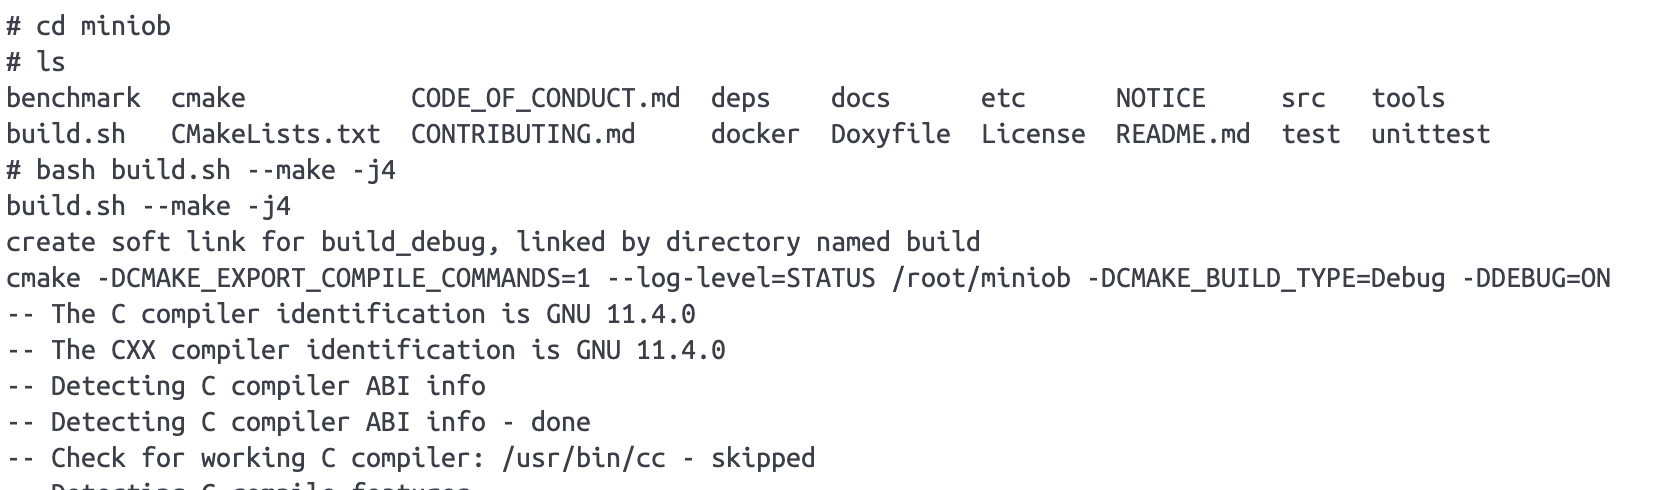 # cd miniob
# ls
benchmark  cmake           CODE_OF_CONDUCT.md  deps    docs      etc      NOTICE     src   tools
build.sh   CMakeLists.txt  CONTRIBUTING.md     docker  Doxyfile  License  README.md  test  unittest
# bash build.sh --make -j4
build.sh --make -j4
create soft link for build_debug, linked by directory named build
cmake -DCMAKE_EXPORT_COMPILE_COMMANDS=1 --log-level=STATUS /root/miniob -DCMAKE_BUILD_TYPE=Debug -DDEBUG=ON
-- The C compiler identification is GNU 11.4.0
-- The CXX compiler identification is GNU 11.4.0
-- Detecting C compiler ABI info
-- Detecting C compiler ABI info - done
-- Check for working C compiler: /usr/bin/cc - skipped
-- Detecting C compile features